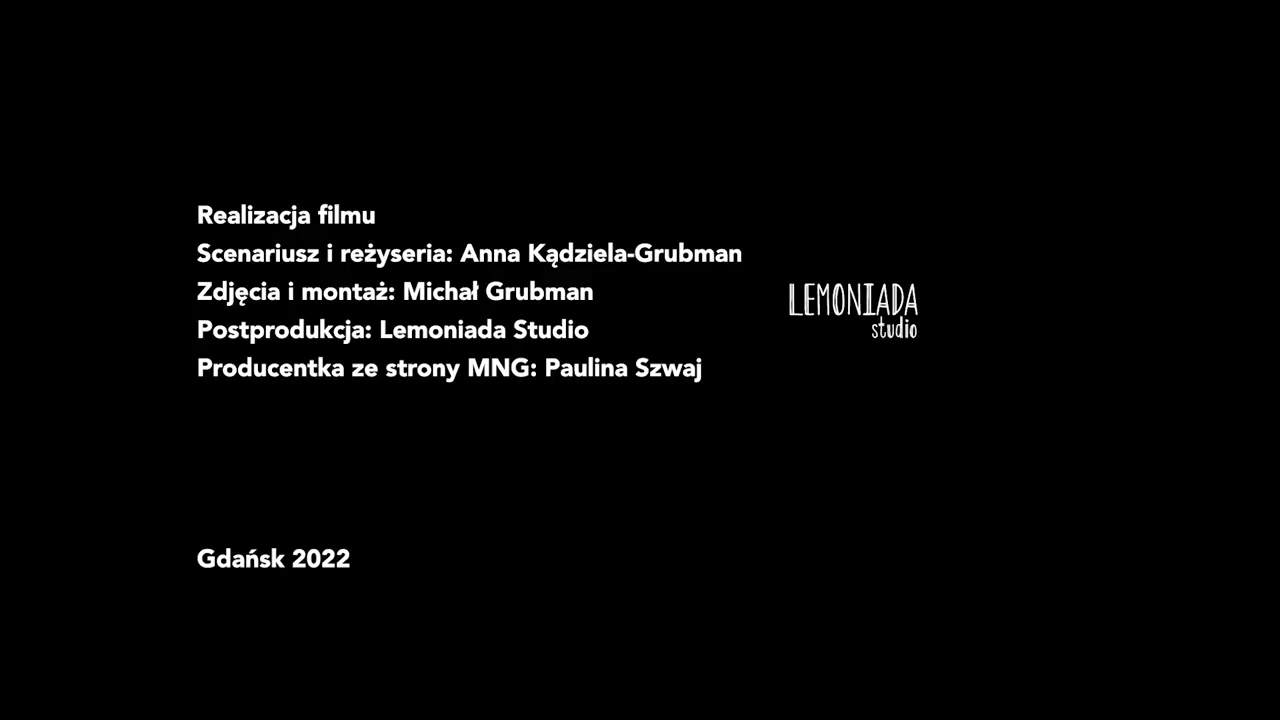 Realizacja filmu
Scenariusz i reżyseria: Anna Kądziela-Grubman
Zdjęcia i montaż: Michał Grubman
Postprodukcja: Lemoniada Studio
Producentka ze strony MNG: Paulina Szwaj
LEMONIADA
studio
Gdańsk 2022